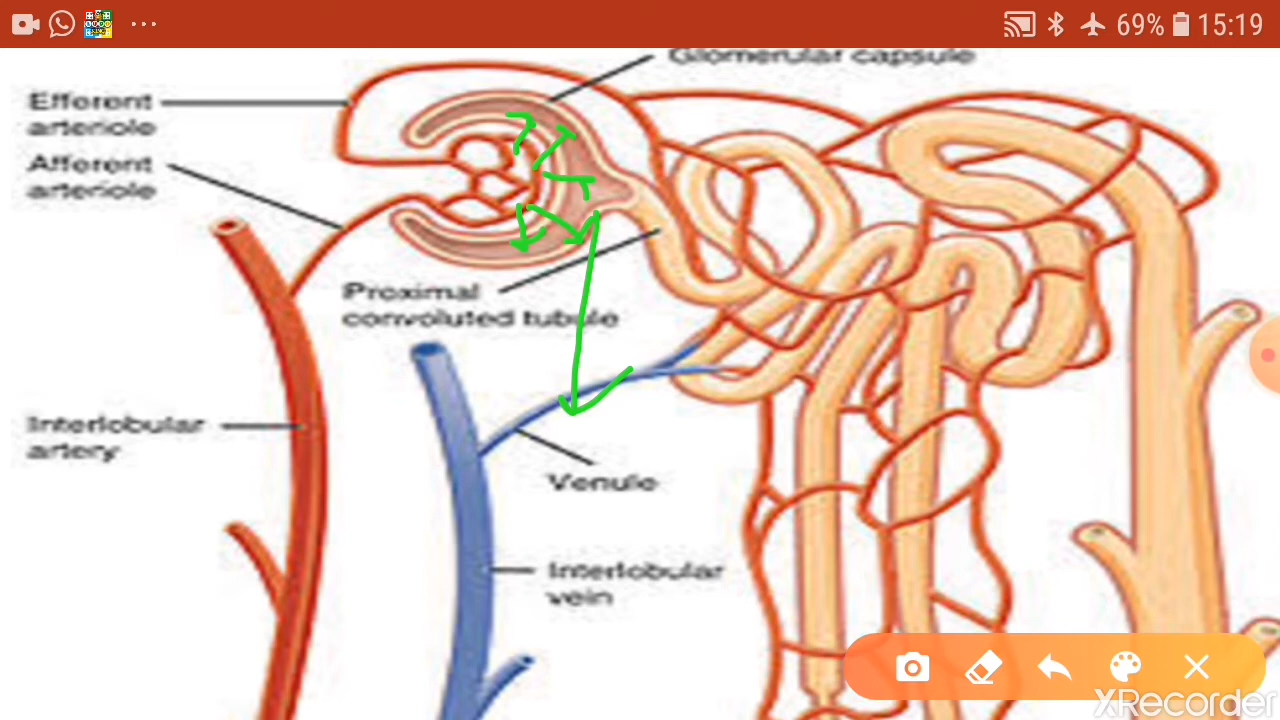 69% 15:19
Glomerular capsule
Efferent
arteriole
Afferent
arteriole
Proximal
convoluted tubule
Interlobular
artery
Venule
Interlobular
vein
XRecorder